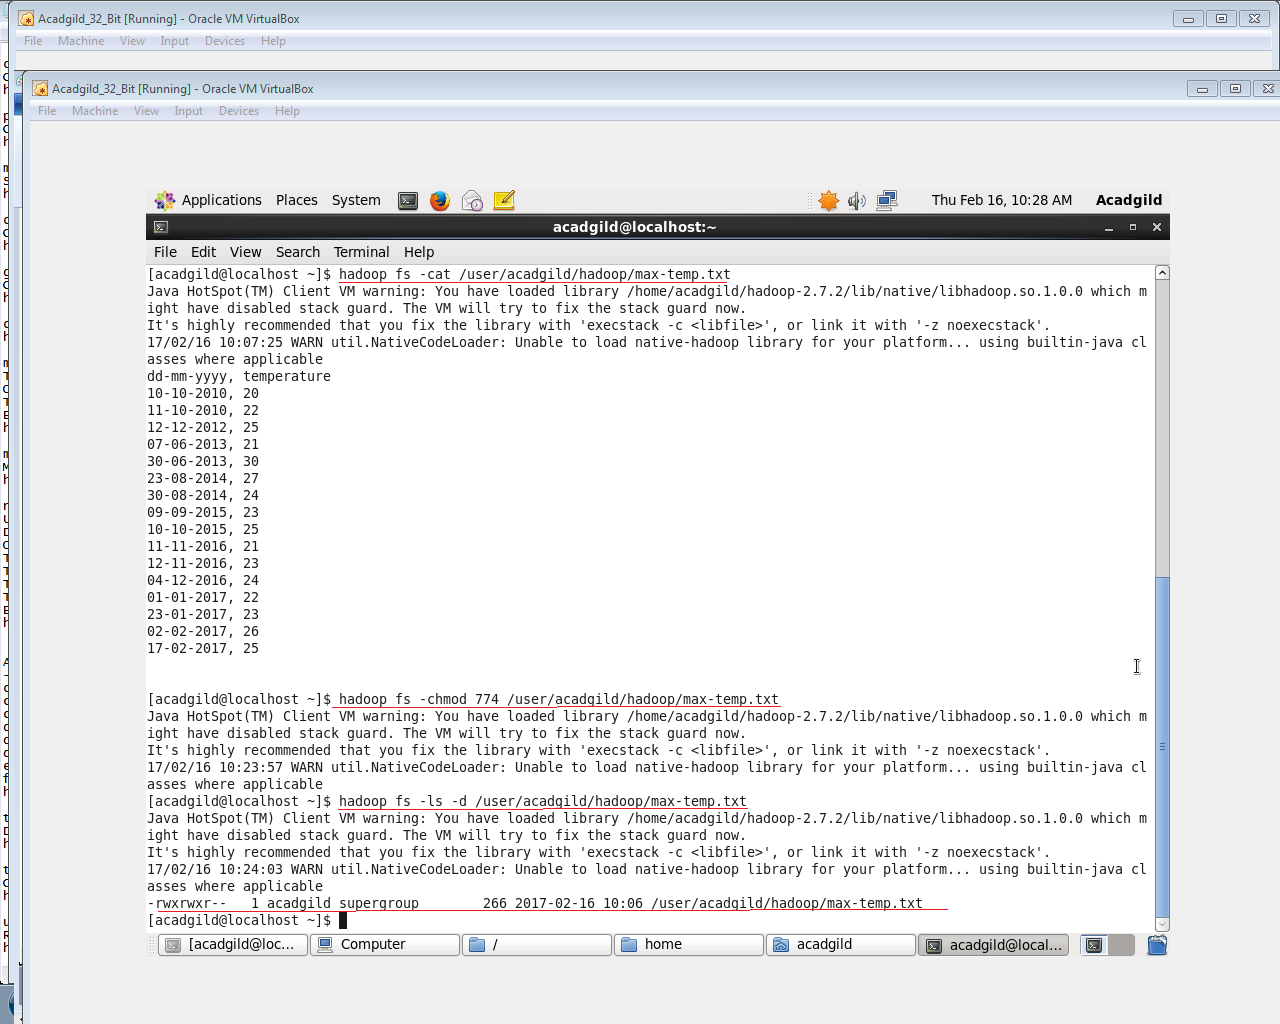 Acadgild_32_Bit [Running] - Oracle VM VirtualBox
File Machine View Input Devices Help
Acadgild_32_Bit [Running] - Oracle VM VirtualBox
File Machine View Input Devices Help
Applications Places System Thu Feb 16, 10:28 AM Acadgild
acadgild@localhost:~
File Edit View Search Terminal Help
[acadgild@localhost ~]$ hadoop fs -cat /user/acadgild/hadoop/max-temp.txt
Java HotSpot(TM) Client VM warning: You have loaded library /home/acadgild/hadoop-2.7.2/lib/native/libhadoop.so.1.0.0 which m
ight have disabled stack guard. The VM will try to fix the stack guard now.
It's highly recommended that you fix the library with 'execstack -c <libfile>', or link it with '-z noexecstack'.
17/02/16 10:07:25 WARN util.NativeCodeLoader: Unable to load native-hadoop library for your platform... using builtin-java cl
asses where applicable
dd-mm-yyyy, temperature
10-10-2010, 20
11-10-2010, 22
12-12-2012, 25
07-06-2013, 21
30-06-2013, 30
23-08-2014, 27
30-08-2014, 24
09-09-2015, 23
10-10-2015, 25
11-11-2016, 21
12-11-2016, 23
04-12-2016, 24
01-01-2017, 22
23-01-2017, 23
02-02-2017, 26
17-02-2017, 25
[acadgild@localhost ~]$ hadoop fs -chmod 774 /user/acadgild/hadoop/max-temp.txt
Java HotSpot(TM) Client VM warning: You have loaded library /home/acadgild/hadoop-2.7.2/lib/native/libhadoop.so.1.0.0 which m
ight have disabled stack guard. The VM will try to fix the stack guard now.
It's highly recommended that you fix the library with 'execstack -c <libfile>', or link it with '-z noexecstack'.
17/02/16 10:23:57 WARN util.NativeCodeLoader: Unable to load native-hadoop library for your platform... using builtin-java cl
asses where applicable
[acadgild@localhost ~]$ hadoop fs -ls -d /user/acadgild/hadoop/max-temp.txt
Java HotSpot(TM) Client VM warning: You have loaded library /home/acadgild/hadoop-2.7.2/lib/native/libhadoop.so.1.0.0 which m
ight have disabled stack guard. The VM will try to fix the stack guard now.
It's highly recommended that you fix the library with 'execstack -c <libfile>', or link it with '-z noexecstack'.
17/02/16 10:24:03 WARN util.NativeCodeLoader: Unable to load native-hadoop library for your platform... using builtin-java cl
asses where applicable
-rwxrwxr-- 1 acadgild supergroup 266 2017-02-16 10:06 /user/acadgild/hadoop/max-temp.txt
[acadgild@localhost ~]$
[acadgild@loc... Computer / home acadgild acadgild@local...